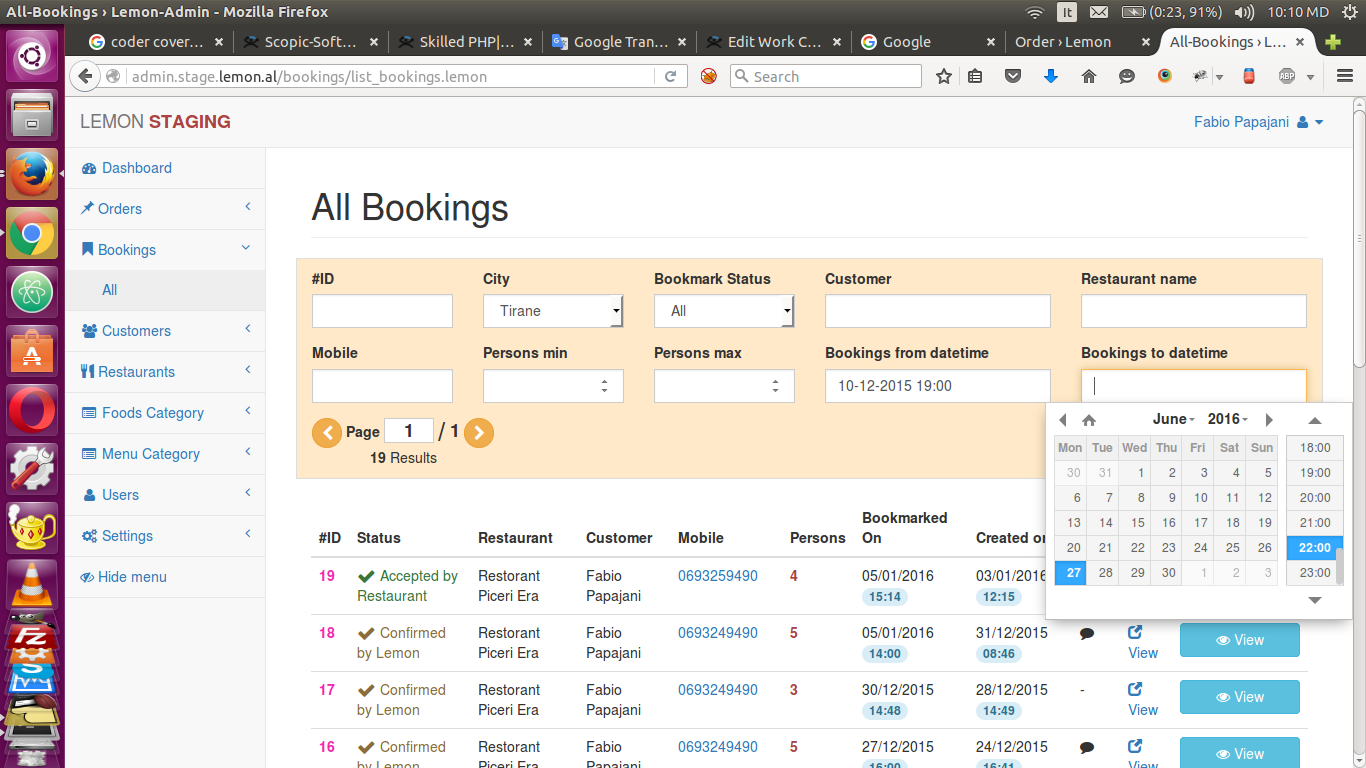 All-Bookings › Lemon-Admin - Mozilla Firefox
It
(0:23, 91%)
10:10 MD
coder cover…
Scopic-Soft…
Skilled PHP|…
Google Tran…
Edit Work C…
Google
Order › Lemon
All-Bookings › L…
admin.stage.lemon.al/bookings/list_bookings.lemon
Search
ABP
LEMON STAGING
Fabio Papajani
Dashboard
Orders
Bookings
All
Customers
Restaurants
Foods Category
Menu Category
Users
Settings
Hide menu
All Bookings
#ID City Bookmark Status Customer Restaurant name
Tirane All
Mobile Persons min Persons max Bookings from datetime Bookings to datetime
10-12-2015 19:00
Page 1 / 1
19 Results
June 2016
Mon Tue Wed Thu Fri Sat Sun
30 31 1 2 3 4 5
6 7 8 9 10 11 12
13 14 15 16 17 18 19
20 21 22 23 24 25 26
27 28 29 30 1 2 3
18:00
19:00
20:00
21:00
22:00
23:00
#ID Status Restaurant Customer Mobile Persons Bookmarked On Created on
19 Accepted by Restaurant Restorant Piceri Era Fabio Papajani 0693259490 4 05/01/2016 15:14 03/01/2016 12:15
18 Confirmed by Lemon Restorant Piceri Era Fabio Papajani 0693249490 5 05/01/2016 14:00 31/12/2015 08:46 View View
17 Confirmed by Lemon Restorant Piceri Era Fabio Papajani 0693249490 3 30/12/2015 14:48 28/12/2015 14:49 - View View
16 Confirmed by Lemon Restorant Piceri Era Fabio Papajani 0693249490 5 27/12/2015 16:00 24/12/2015 16:41 View View